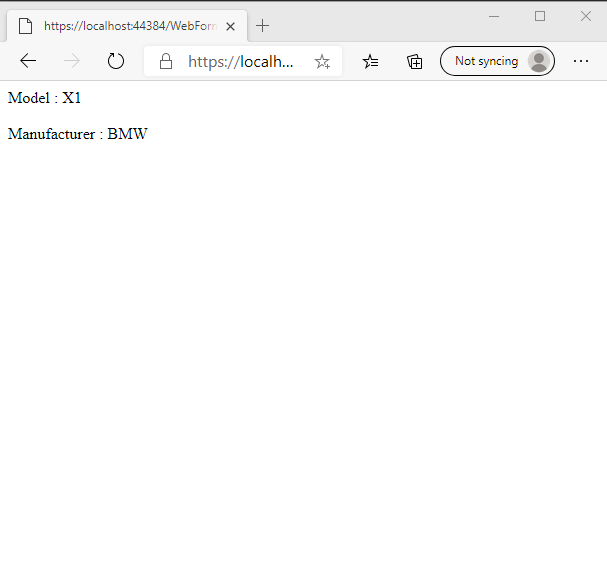 https://localhost:44384/WebForm
https://localh...
Not syncing
Model : X1
Manufacturer : BMW